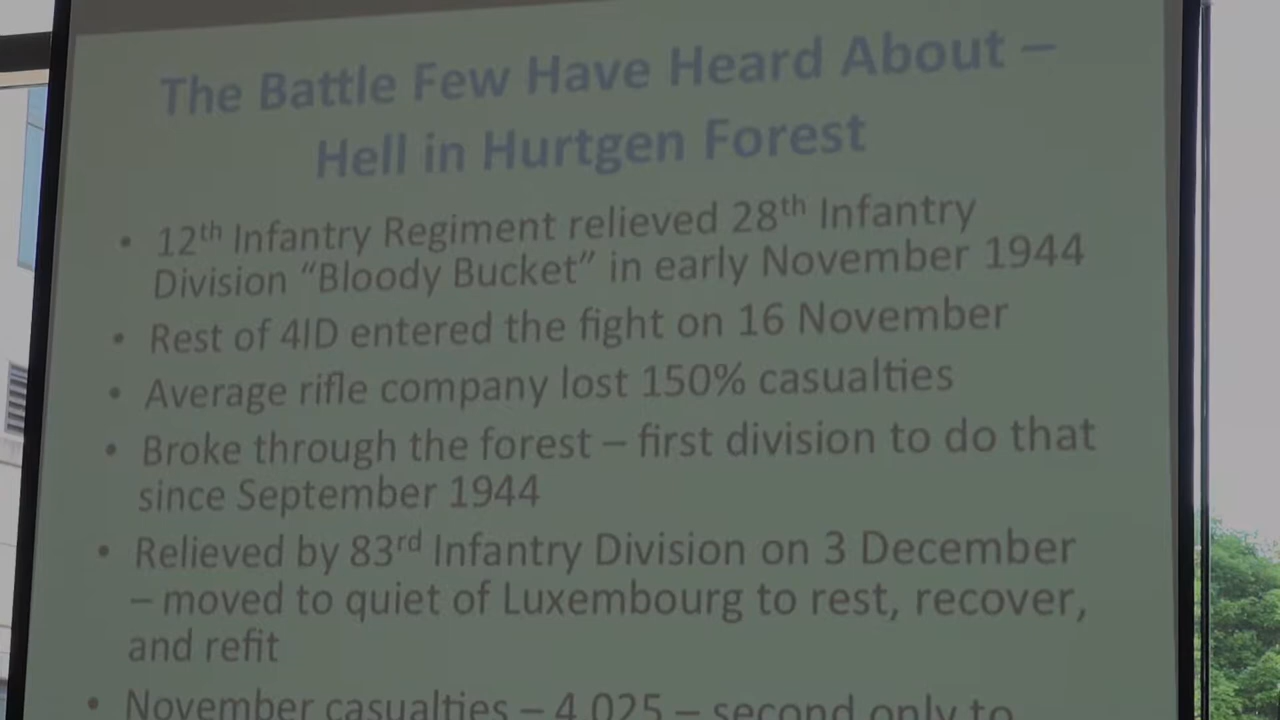 The Battle Few Have Heard About –
Hell in Hurtgen Forest
• 12th Infantry Regiment relieved 28th Infantry
Division “Bloody Bucket” in early November 1944
• Rest of 4ID entered the fight on 16 November
• Average rifle company lost 150% casualties
• Broke through the forest – first division to do that
since September 1944
• Relieved by 83rd Infantry Division on 3 December
– moved to quiet of Luxembourg to rest, recover,
and refit
• November casualties – 4,025 – second only to